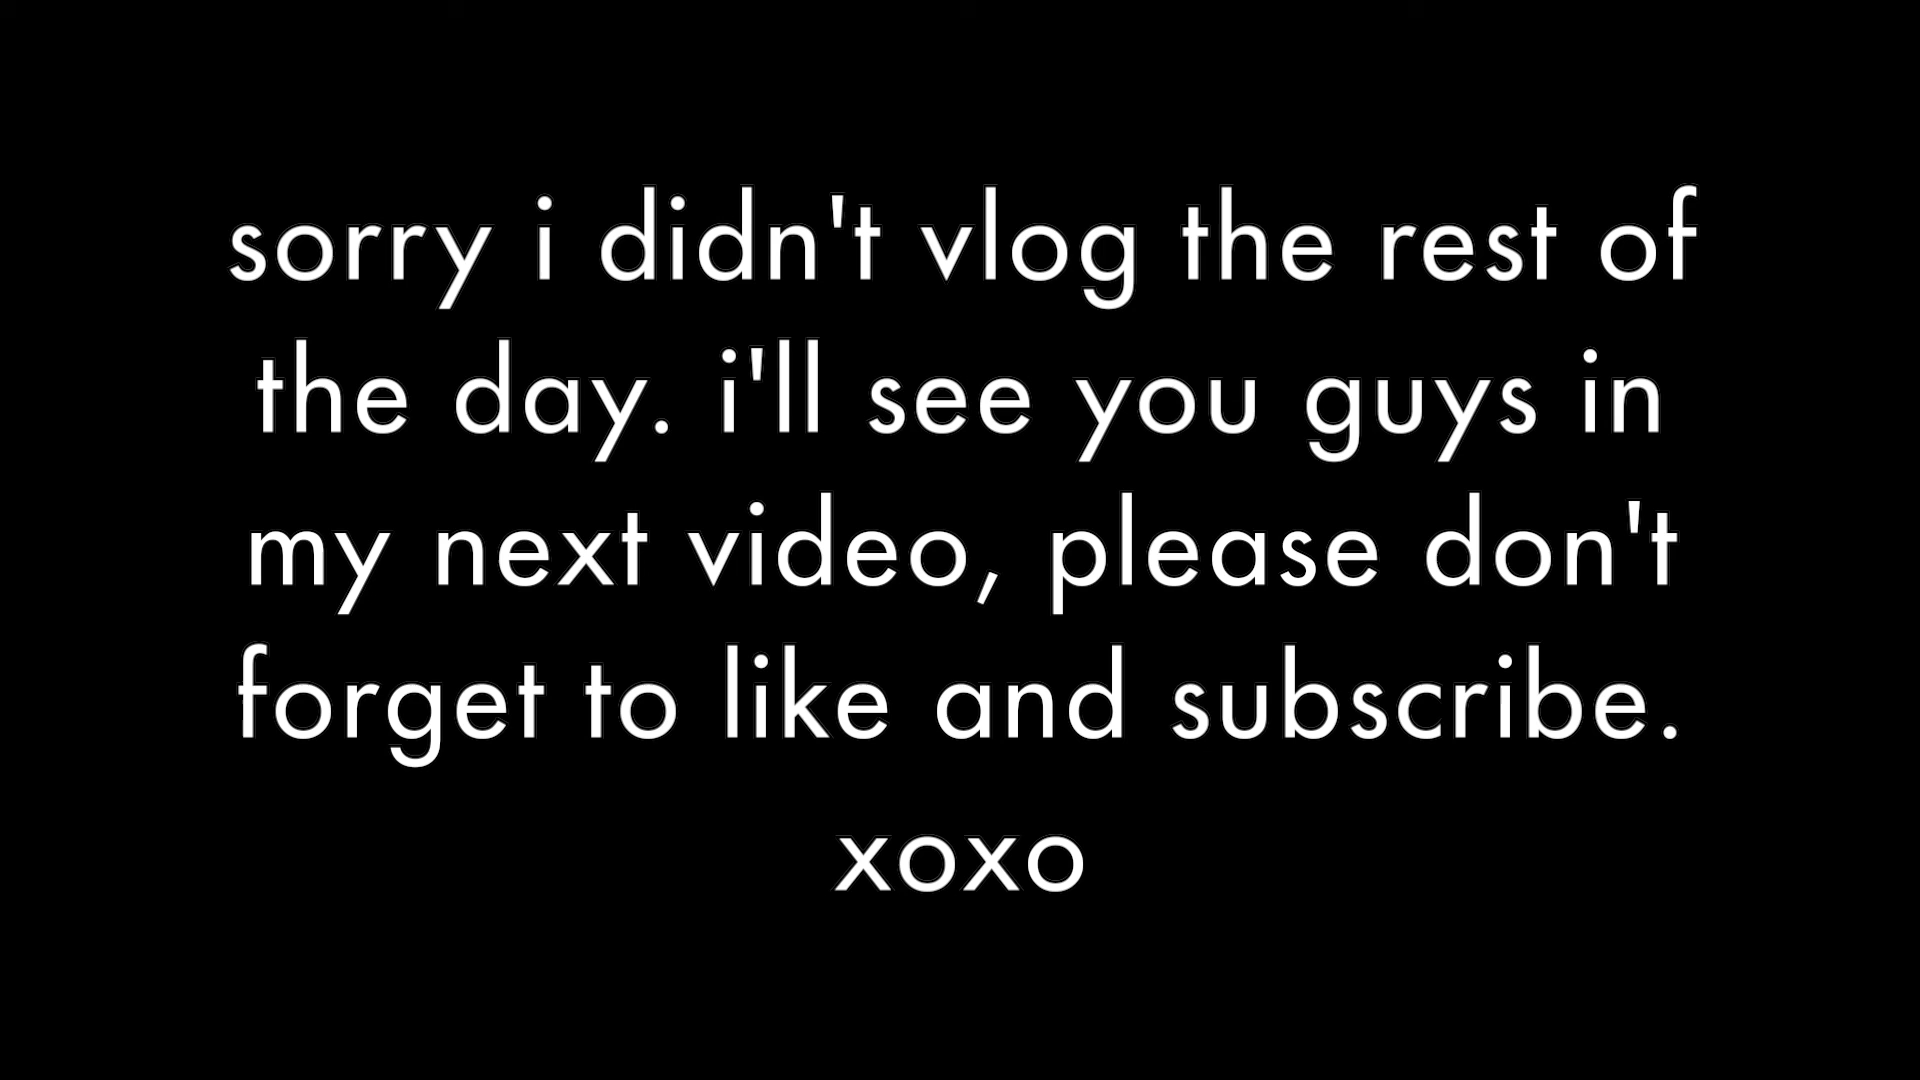 sorry i didn't vlog the rest of
the day. i'll see you guys in
my next video, please don't
forget to like and subscribe.
xoxo